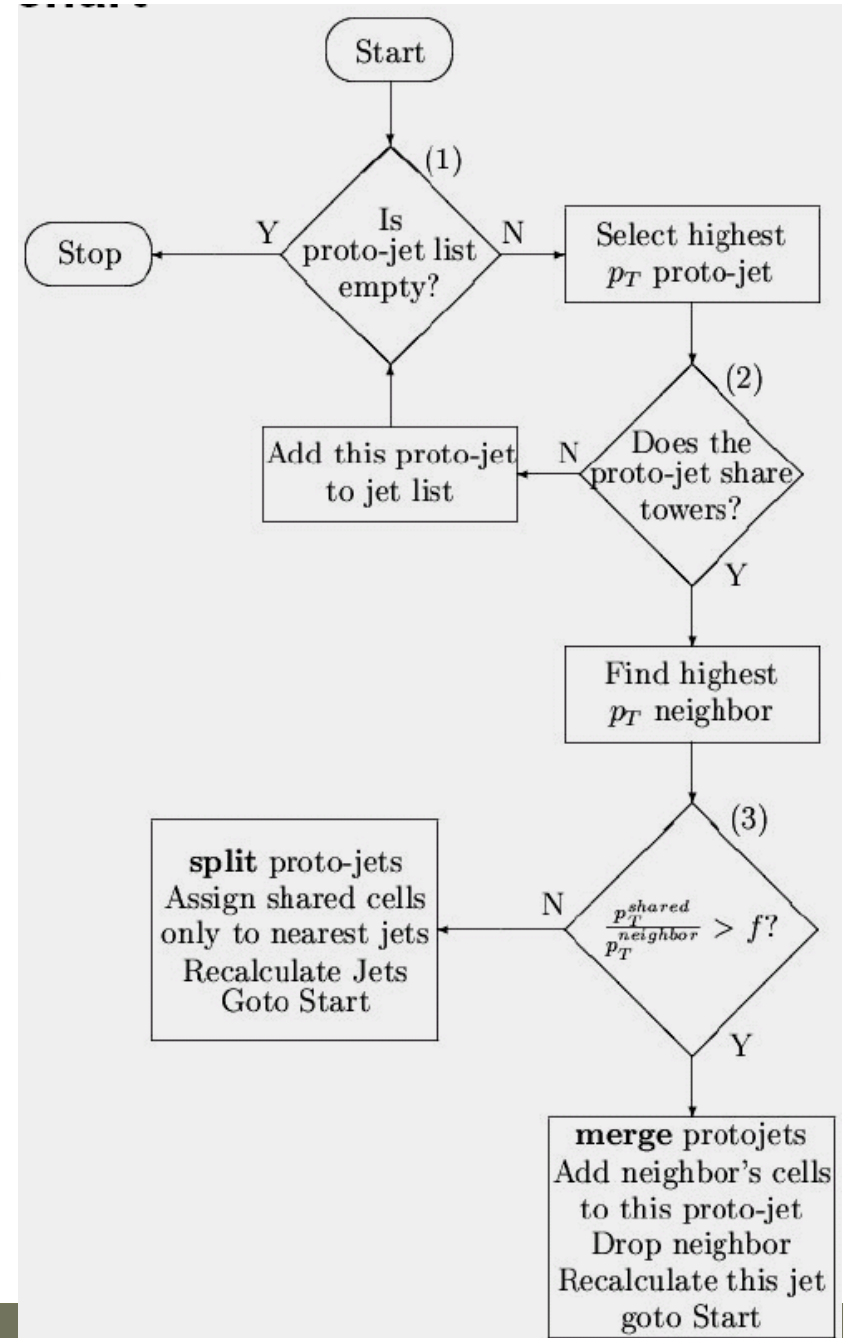 Start
(1)
Is
proto-jet list
empty?
Y
N
Stop
Select highest
p_T proto-jet
(2)
Does the
proto-jet share
towers?
N
Y
Add this proto-jet
to jet list
Find highest
p_T neighbor
(3)
p_T^{shared} / p_T^{neighbor} > f?
N
Y
split proto-jets
Assign shared cells
only to nearest jets
Recalculate Jets
Goto Start
merge protojets
Add neighbor's cells
to this proto-jet
Drop neighbor
Recalculate this jet
goto Start